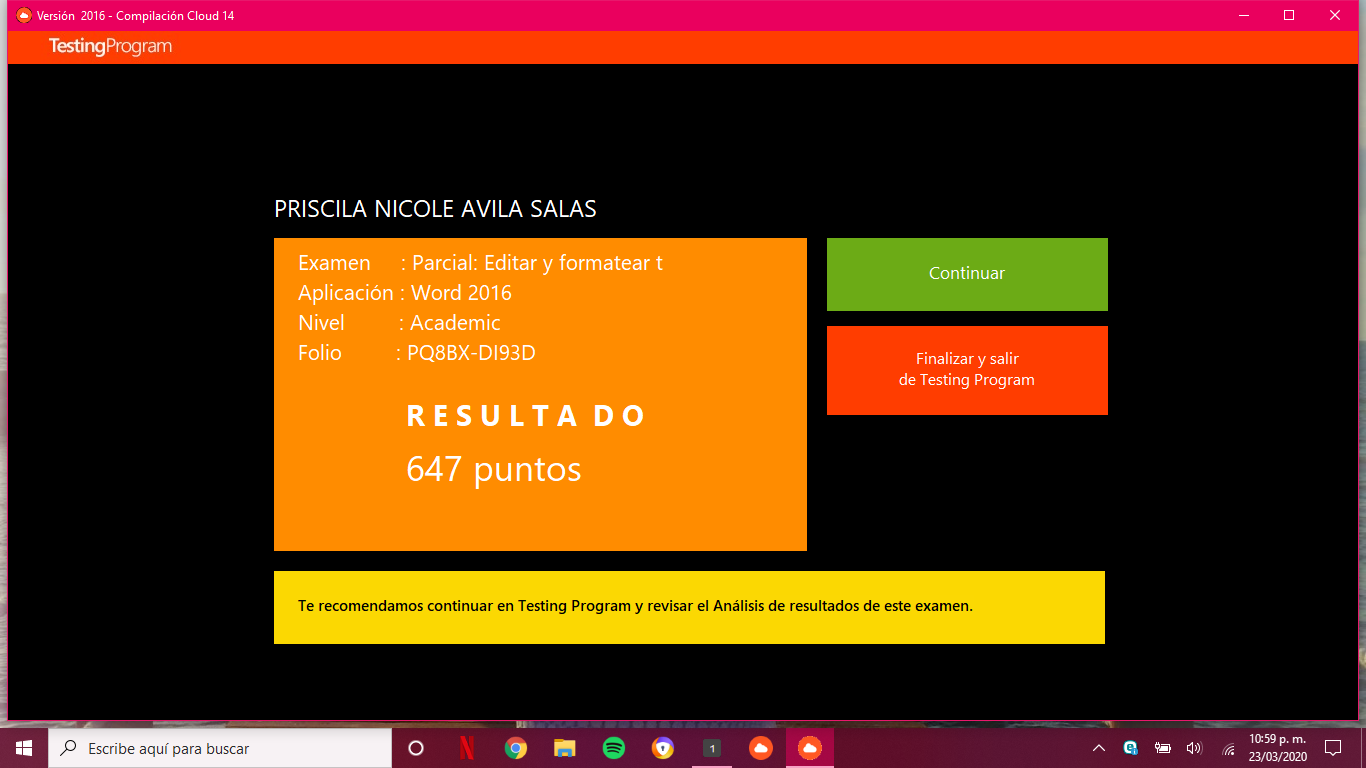 Versión 2016 - Compilación Cloud 14
TestingProgram
PRISCILA NICOLE AVILA SALAS
Examen : Parcial: Editar y formatear t
Aplicación : Word 2016
Nivel : Academic
Folio : PQ8BX-DI93D
R E S U L T A D O
647 puntos
Continuar
Finalizar y salir
de Testing Program
Te recomendamos continuar en Testing Program y revisar el Análisis de resultados de este examen.
Escribe aquí para buscar
1
10:59 p. m.
23/03/2020